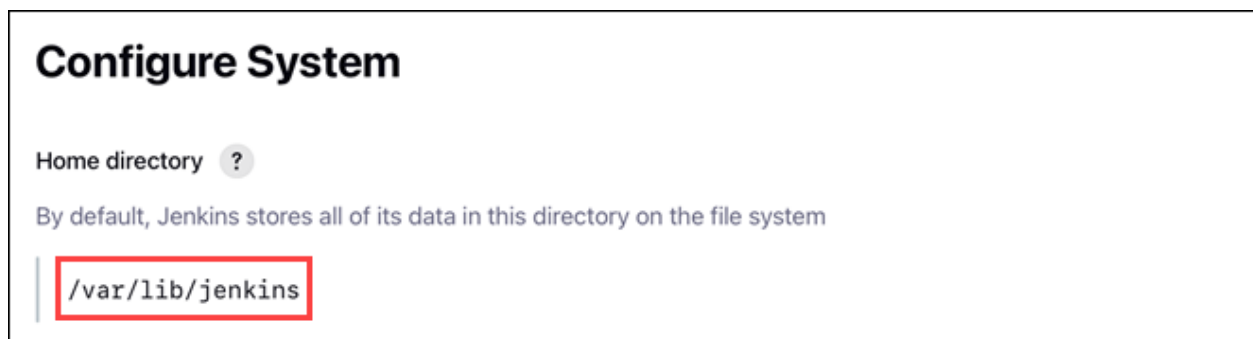 Configure System
Home directory ?
By default, Jenkins stores all of its data in this directory on the file system
/var/lib/jenkins